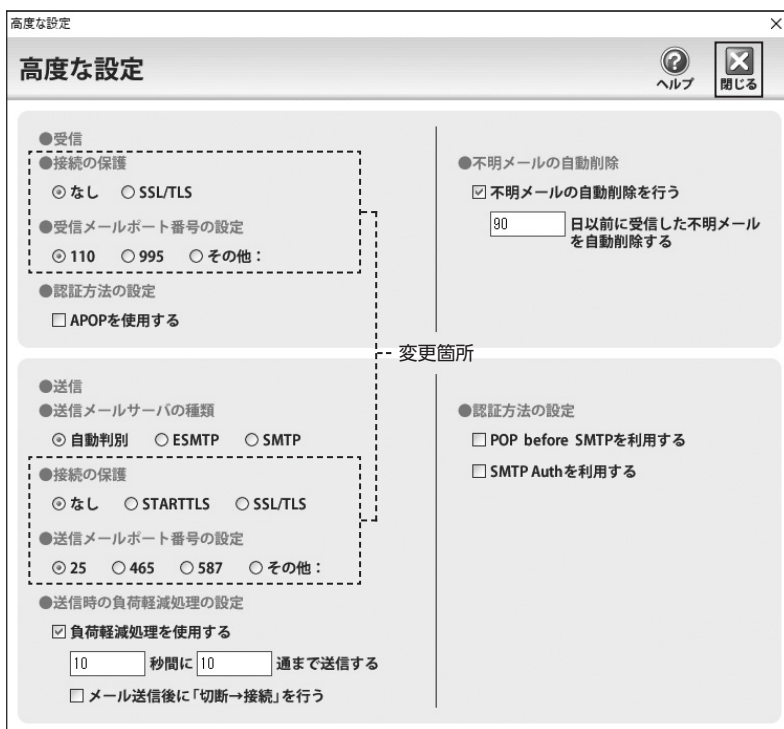 高度な設定
×
高度な設定
ヘルプ
閉じる
●受信
●接続の保護
なし SSL/TLS
●受信メールポート番号の設定
110 995 その他：
●認証方法の設定
APOPを使用する
●不明メールの自動削除
不明メールの自動削除を行う
90 日以前に受信した不明メール
を自動削除する
変更箇所
●送信
●送信メールサーバの種類
自動判別 ESMTP SMTP
●接続の保護
なし STARTTLS SSL/TLS
●送信メールポート番号の設定
25 465 587 その他：
●送信時の負荷軽減処理の設定
負荷軽減処理を使用する
10 秒間に 10 通まで送信する
メール送信後に「切断→接続」を行う
●認証方法の設定
POP before SMTPを利用する
SMTP Authを利用する